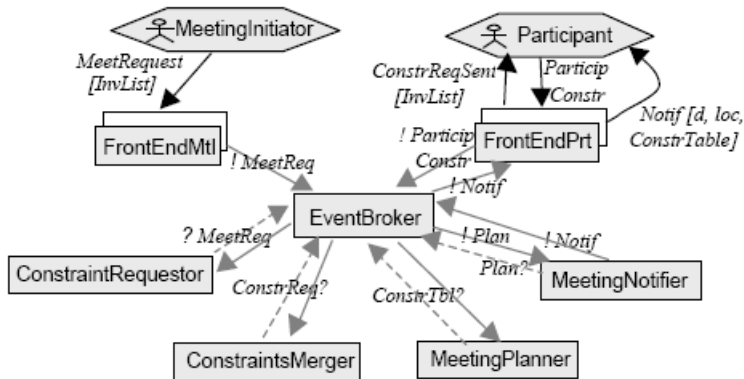 MeetingInitiator
Participant
MeetRequest
[InvList]
ConstrReqSent
[InvList]
Particip
Constr
Notif [d, loc,
ConstrTable]
FrontEndMtI
FrontEndPrt
! MeetReq
! Particip
Constr
! Notif
EventBroker
? MeetReq
! Plan
! Notif
Plan?
ConstraintRequestor
ConstrReq?
ConstrTbl?
MeetingNotifier
ConstraintsMerger
MeetingPlanner